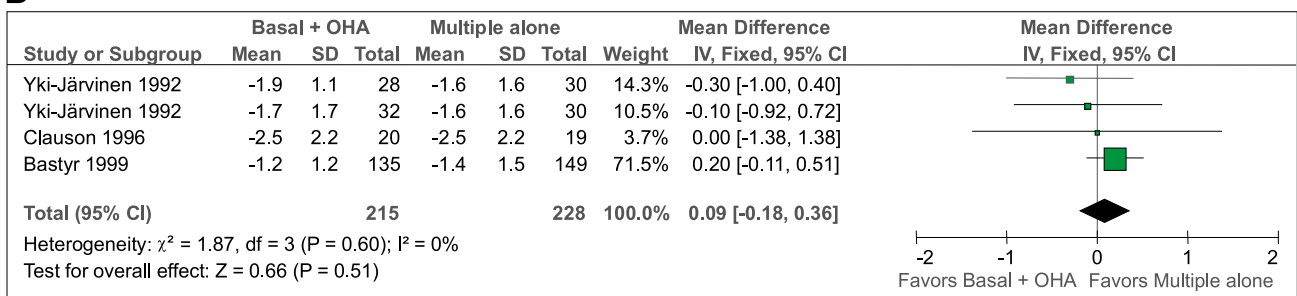 Basal + OHA Multiple alone Mean Difference Mean Difference
Study or Subgroup Mean SD Total Mean SD Total Weight IV, Fixed, 95% CI IV, Fixed, 95% CI
Yki-Järvinen 1992 -1.9 1.1 28 -1.6 1.6 30 14.3% -0.30 [-1.00, 0.40]
Yki-Järvinen 1992 -1.7 1.7 32 -1.6 1.6 30 10.5% -0.10 [-0.92, 0.72]
Clauson 1996 -2.5 2.2 20 -2.5 2.2 19 3.7% 0.00 [-1.38, 1.38]
Bastyr 1999 -1.2 1.2 135 -1.4 1.5 149 71.5% 0.20 [-0.11, 0.51]
Total (95% CI) 215 228 100.0% 0.09 [-0.18, 0.36]
Heterogeneity: χ² = 1.87, df = 3 (P = 0.60); I² = 0%
Test for overall effect: Z = 0.66 (P = 0.51)
-2 -1 0 1 2
Favors Basal + OHA Favors Multiple alone